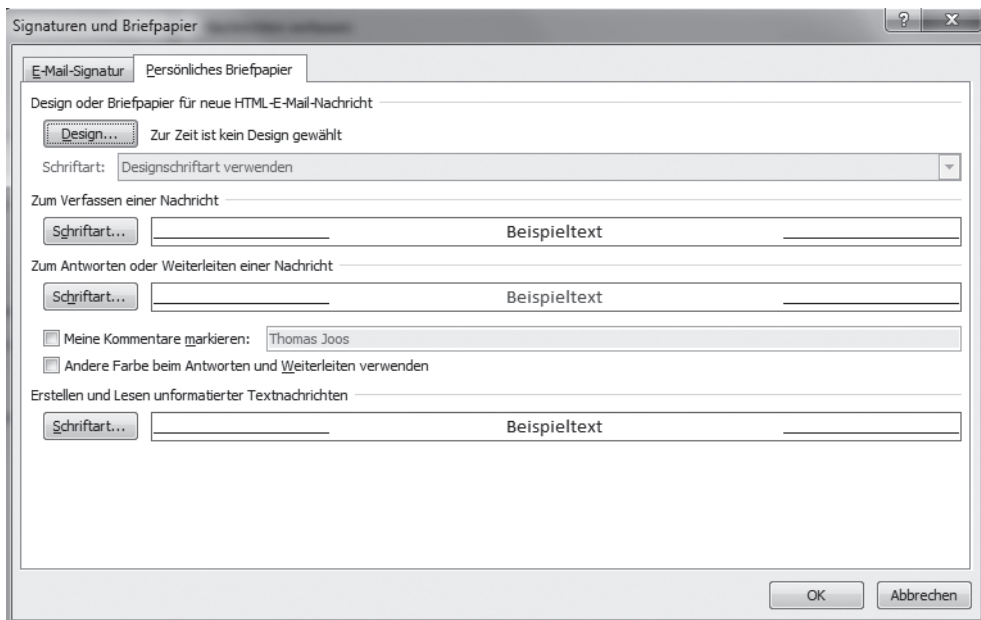 Signaturen und Briefpapier
E-Mail-Signatur Persönliches Briefpapier
Design oder Briefpapier für neue HTML-E-Mail-Nachricht
Design... Zur Zeit ist kein Design gewählt
Schriftart: Designschriftart verwenden
Zum Verfassen einer Nachricht
Schriftart... Beispieltext
Zum Antworten oder Weiterleiten einer Nachricht
Schriftart... Beispieltext
Meine Kommentare markieren: Thomas Joos
Andere Farbe beim Antworten und Weiterleiten verwenden
Erstellen und Lesen unformatierter Textnachrichten
Schriftart... Beispieltext
OK Abbrechen